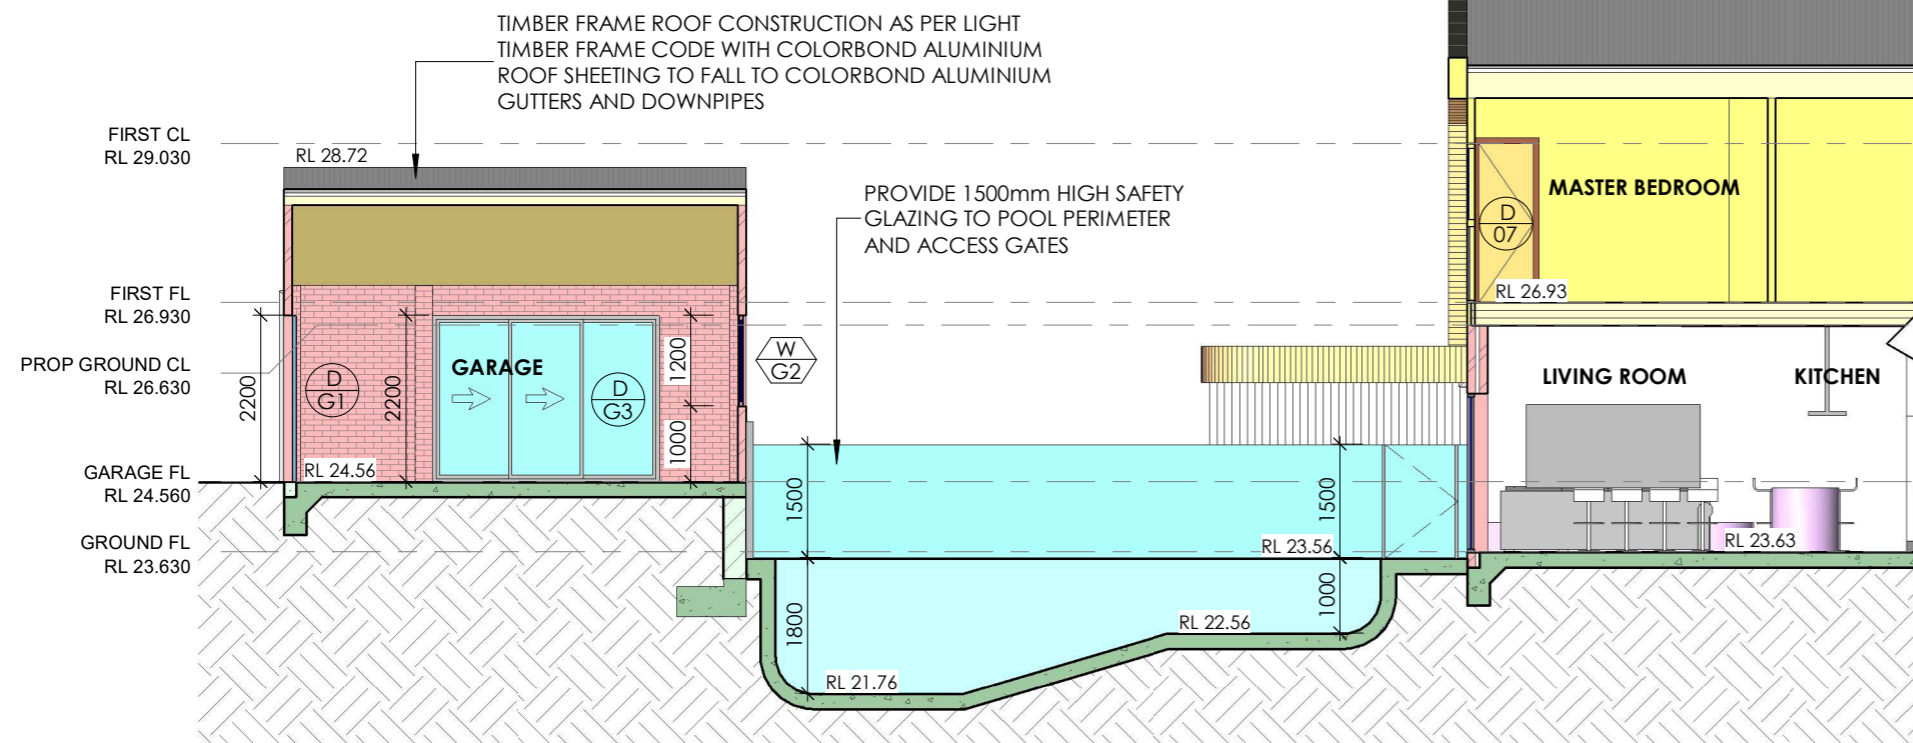 TIMBER FRAME ROOF CONSTRUCTION AS PER LIGHT
TIMBER FRAME CODE WITH COLORBOND ALUMINIUM
ROOF SHEETING TO FALL TO COLORBOND ALUMINIUM
GUTTERS AND DOWNPIPES
FIRST CL
RL 29.030
RL 28.72
PROVIDE 1500mm HIGH SAFETY
GLAZING TO POOL PERIMETER
AND ACCESS GATES
MASTER BEDROOM
D
07
RL 26.93
FIRST FL
RL 26.930
PROP GROUND CL
RL 26.630
2200
D
G1
2200
GARAGE
D
G3
1200
1000
W
G2
LIVING ROOM
KITCHEN
GARAGE FL
RL 24.560
RL 24.56
1500
1500
GROUND FL
RL 23.630
RL 23.56
RL 23.63
1800
1000
RL 22.56
RL 21.76